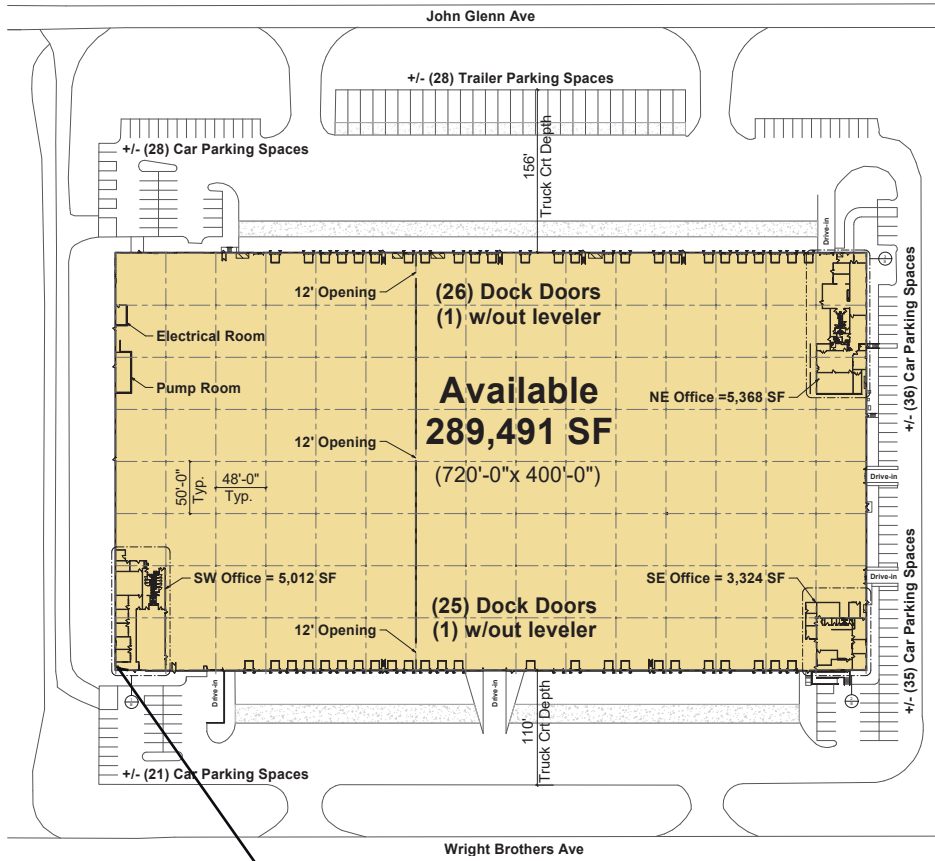 John Glenn Ave
+/- (28) Trailer Parking Spaces
+/- (28) Car Parking Spaces
156'
Truck Crt Depth
Drive-in
12' Opening
(26) Dock Doors
(1) w/out leveler
Electrical Room
Pump Room
Available
289,491 SF
(720'-0"x 400'-0")
NE Office =5,368 SF
+/- (36) Car Parking Spaces
12' Opening
50'-0"
Typ.
48'-0"
Typ.
Drive-in
Drive-in
SW Office = 5,012 SF
SE Office = 3,324 SF
(25) Dock Doors
(1) w/out leveler
12' Opening
+/- (35) Car Parking Spaces
Drive-in
Drive-in
110'
Truck Crt Depth
+/- (21) Car Parking Spaces
Wright Brothers Ave